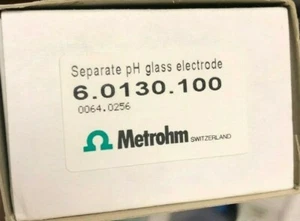 Separate pH glass electrode
6.0130.100
0064.0256
Metrohm SWITZERLAND